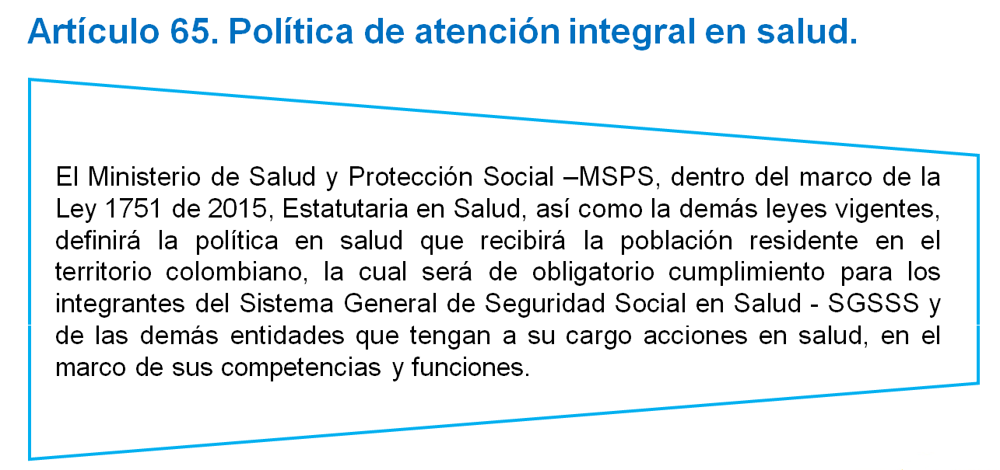 Artículo 65. Política de atención integral en salud.
El Ministerio de Salud y Protección Social –MSPS, dentro del marco de la
Ley 1751 de 2015, Estatutaria en Salud, así como la demás leyes vigentes,
definirá la política en salud que recibirá la población residente en el
territorio colombiano, la cual será de obligatorio cumplimiento para los
integrantes del Sistema General de Seguridad Social en Salud - SGSSS y
de las demás entidades que tengan a su cargo acciones en salud, en el
marco de sus competencias y funciones.